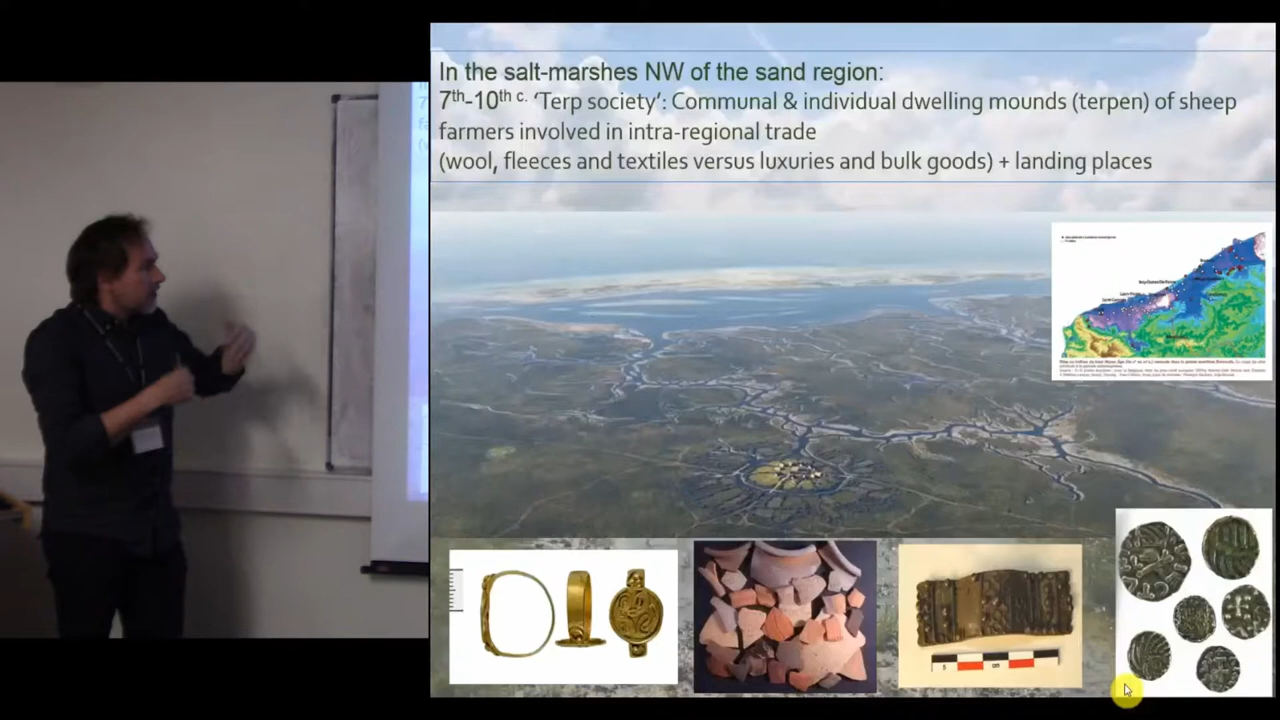 In the salt-marshes NW of the sand region:
7th-10th c. ‘Terp society’: Communal & individual dwelling mounds (terpen) of sheep
farmers involved in intra-regional trade
(wool, fleeces and textiles versus luxuries and bulk goods) + landing places